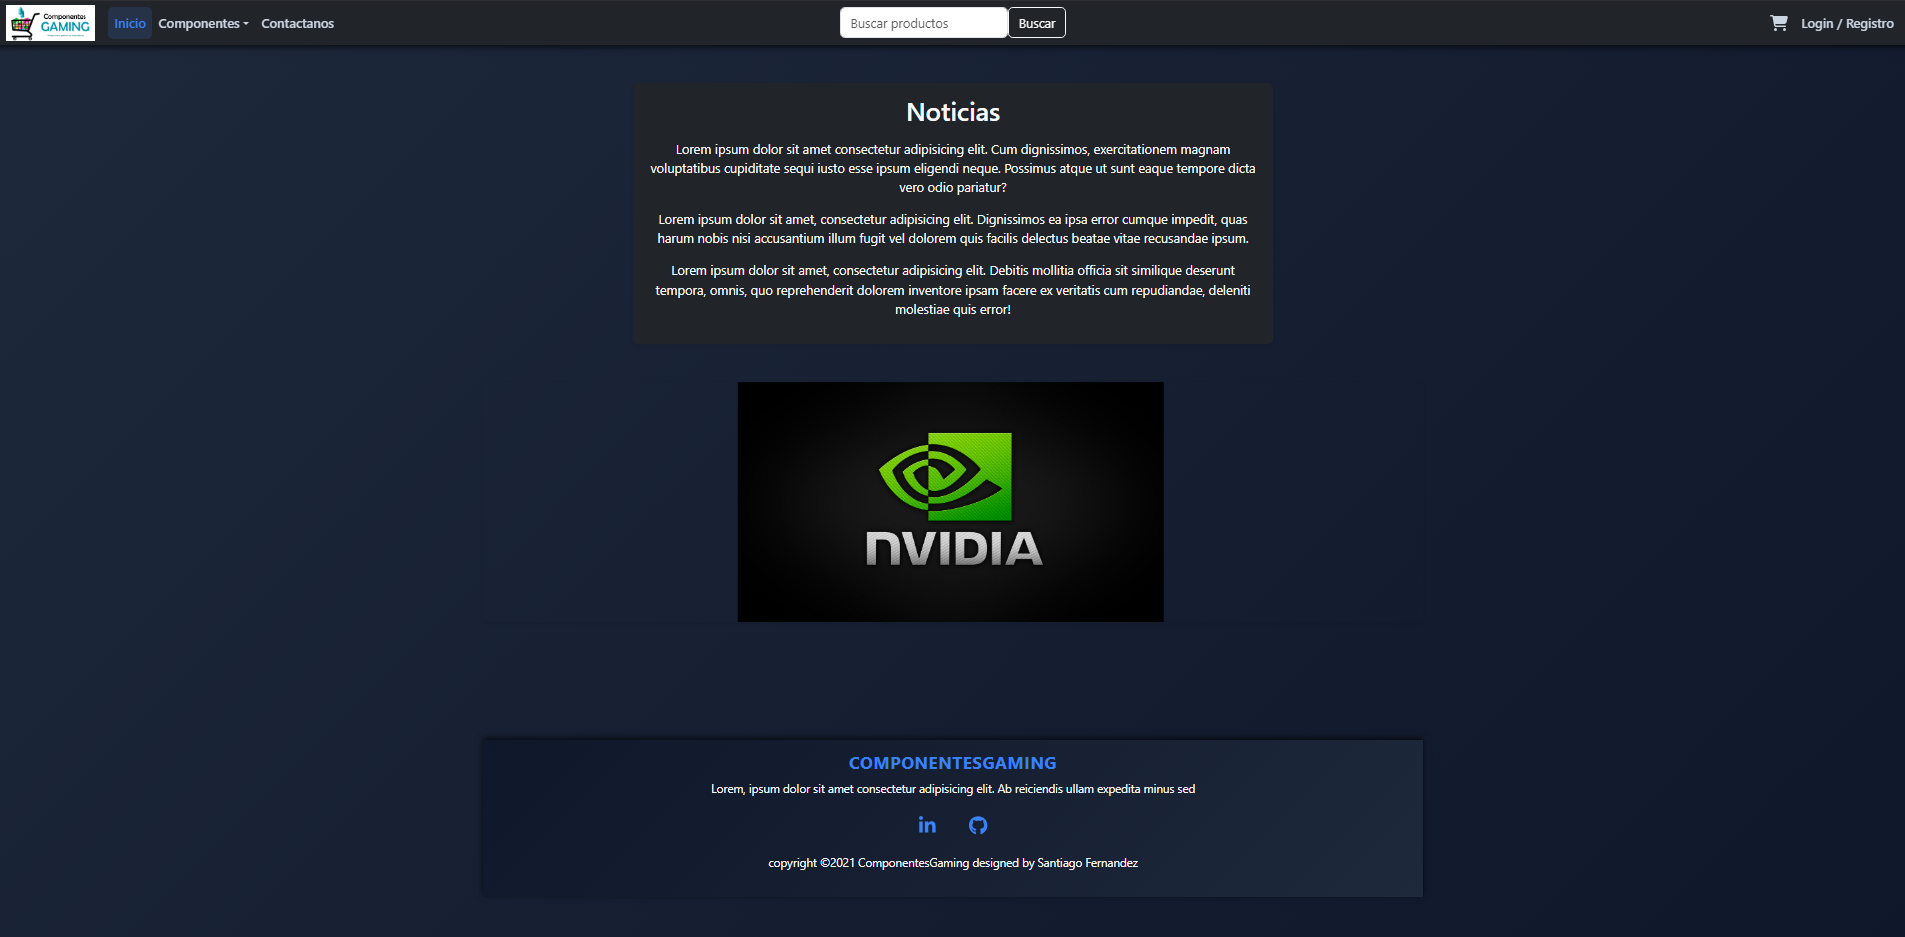 Componentes
GAMING
Inicio
Componentes
Contactanos
Buscar productos
Buscar
Login / Registro
Noticias
Lorem ipsum dolor sit amet consectetur adipisicing elit. Cum dignissimos, exercitationem magnam
voluptatibus cupiditate sequi iusto esse ipsum eligendi neque. Possimus atque ut sunt eaque tempore dicta
vero odio pariatur?
Lorem ipsum dolor sit amet, consectetur adipisicing elit. Dignissimos ea ipsa error cumque impedit, quas
harum nobis nisi accusantium illum fugit vel dolorem quis facilis delectus beatae vitae recusandae ipsum.
Lorem ipsum dolor sit amet, consectetur adipisicing elit. Debitis mollitia officia sit similique deserunt
tempora, omnis, quo reprehenderit dolorem inventore ipsam facere ex veritatis cum repudiandae, deleniti
molestiae quis error!
NVIDIA
COMPONENTESGAMING
Lorem, ipsum dolor sit amet consectetur adipisicing elit. Ab reiciendis ullam expedita minus sed
in
copyright ©2021 ComponentesGaming designed by Santiago Fernandez